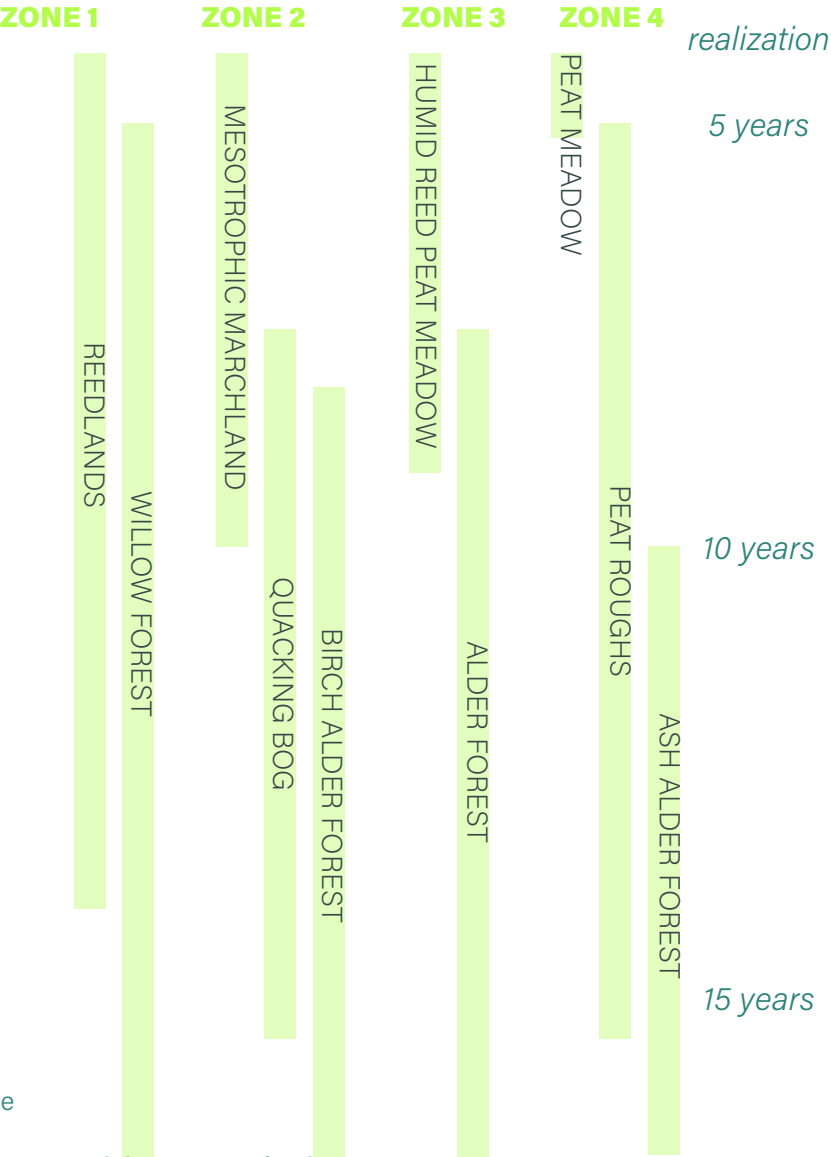 ZONE 1
ZONE 2
ZONE 3
ZONE 4
realization
5 years
10 years
15 years
REEDLANDS
WILLOW FOREST
MESOTROPHIC MARCHLAND
QUACKING BOG
BIRCH ALDER FOREST
HUMID REED PEAT MEADOW
ALDER FOREST
PEAT MEADOW
PEAT ROUGHS
ASH ALDER FOREST
e